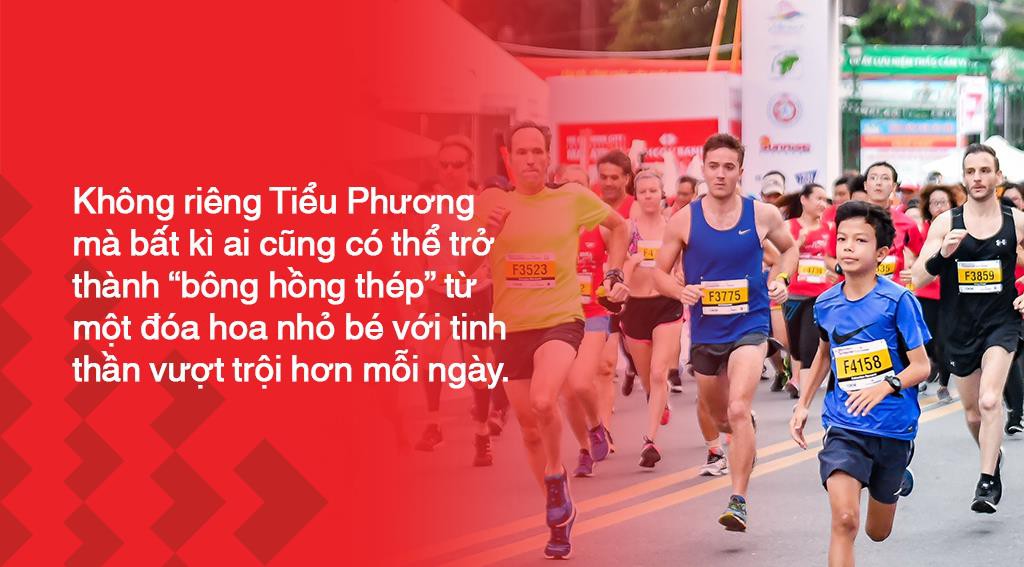 Không riêng Tiểu Phương
mà bất kì ai cũng có thể trở
thành “bông hồng thép” từ
một đóa hoa nhỏ bé với tinh
thần vượt trội hơn mỗi ngày.
F3523
F3775
F4158
F3859